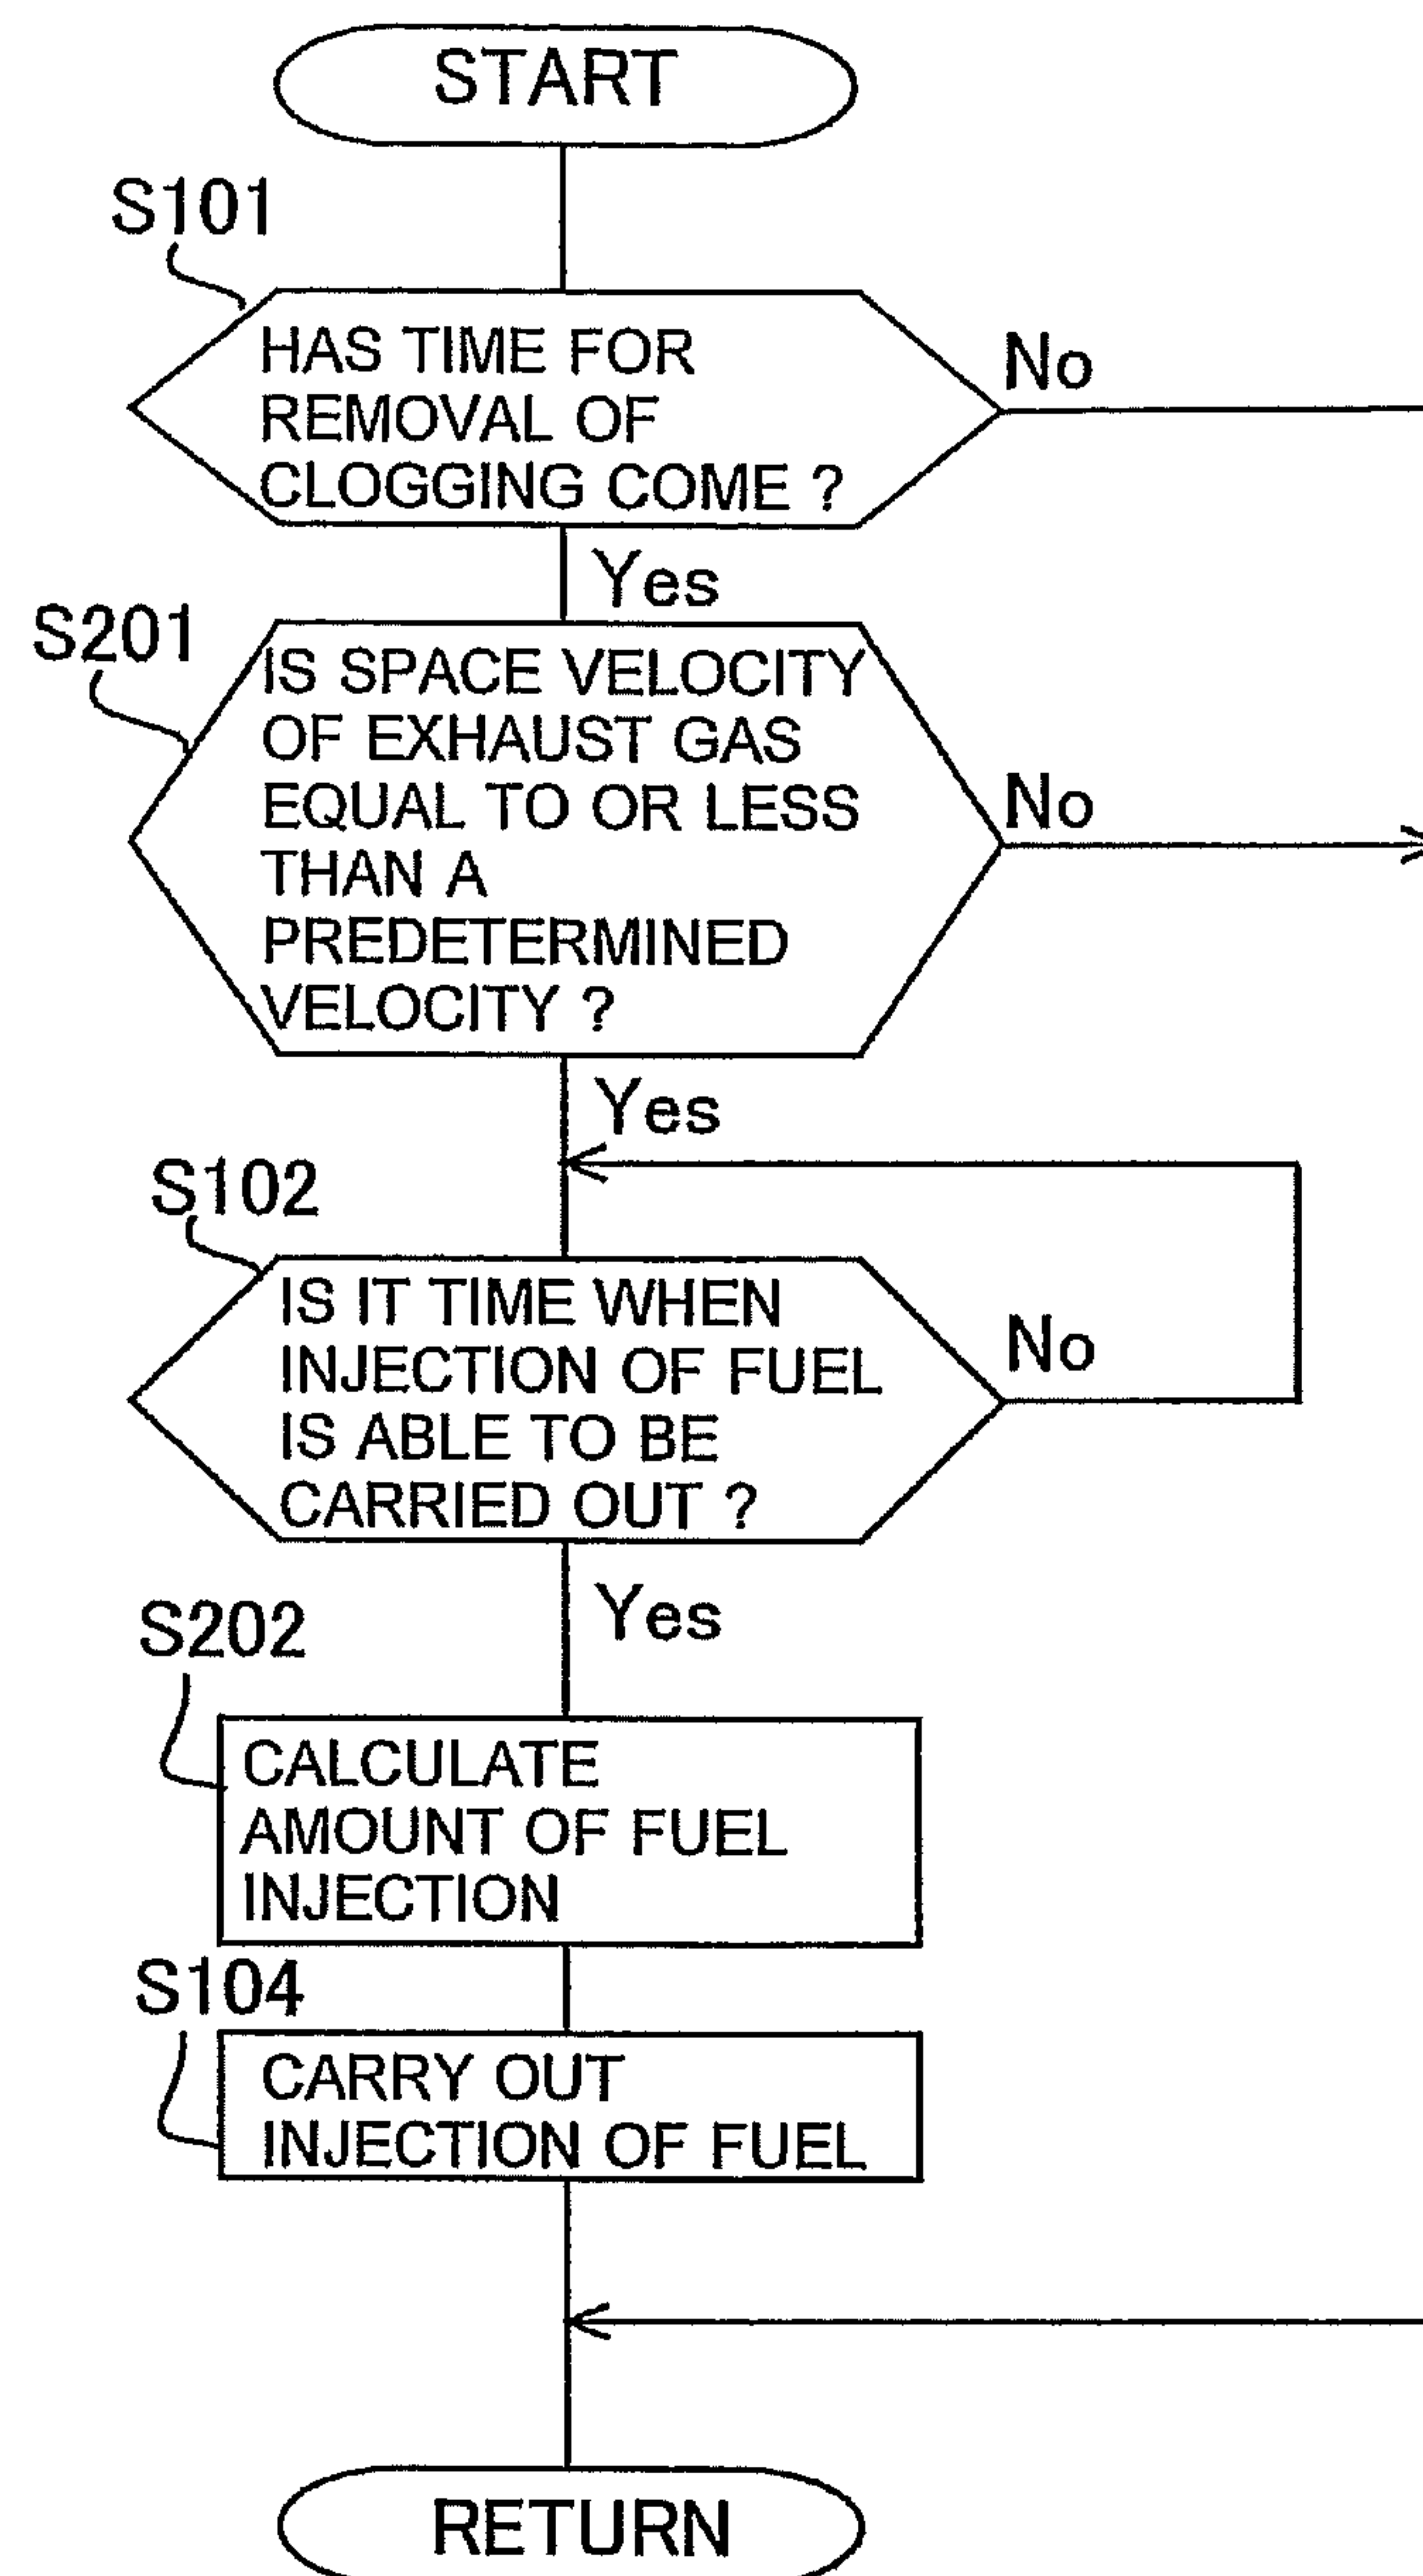 START
S101
HAS TIME FOR
REMOVAL OF
CLOGGING COME ?
No
Yes
S201
IS SPACE VELOCITY
OF EXHAUST GAS
EQUAL TO OR LESS
THAN A
PREDETERMINED
VELOCITY ?
No
Yes
S102
IS IT TIME WHEN
INJECTION OF FUEL
IS ABLE TO BE
CARRIED OUT ?
No
Yes
S202
CALCULATE
AMOUNT OF FUEL
INJECTION
S104
CARRY OUT
INJECTION OF FUEL
RETURN